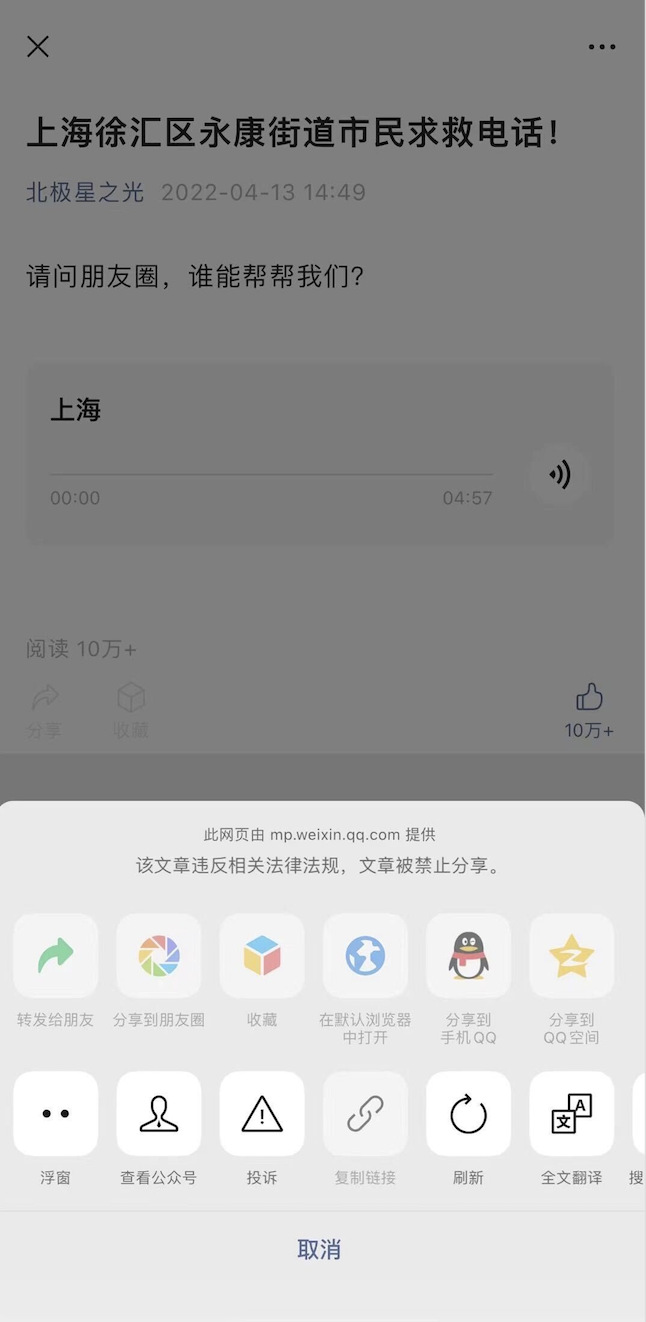 上海徐汇区永康街道市民求救电话!
北极星之光 2022-04-13 14:49
请问朋友圈，谁能帮帮我们?
上海
00:00 04:57
阅读 10万+
分享 收藏 10万+
此网页由 mp.weixin.qq.com 提供
该文章违反相关法律法规，文章被禁止分享。
转发给朋友 分享到朋友圈 收藏 在默认浏览器 分享到 分享到
中打开 手机QQ QQ空间
浮窗 查看公众号 投诉 复制链接 刷新 全文翻译 搜
取消